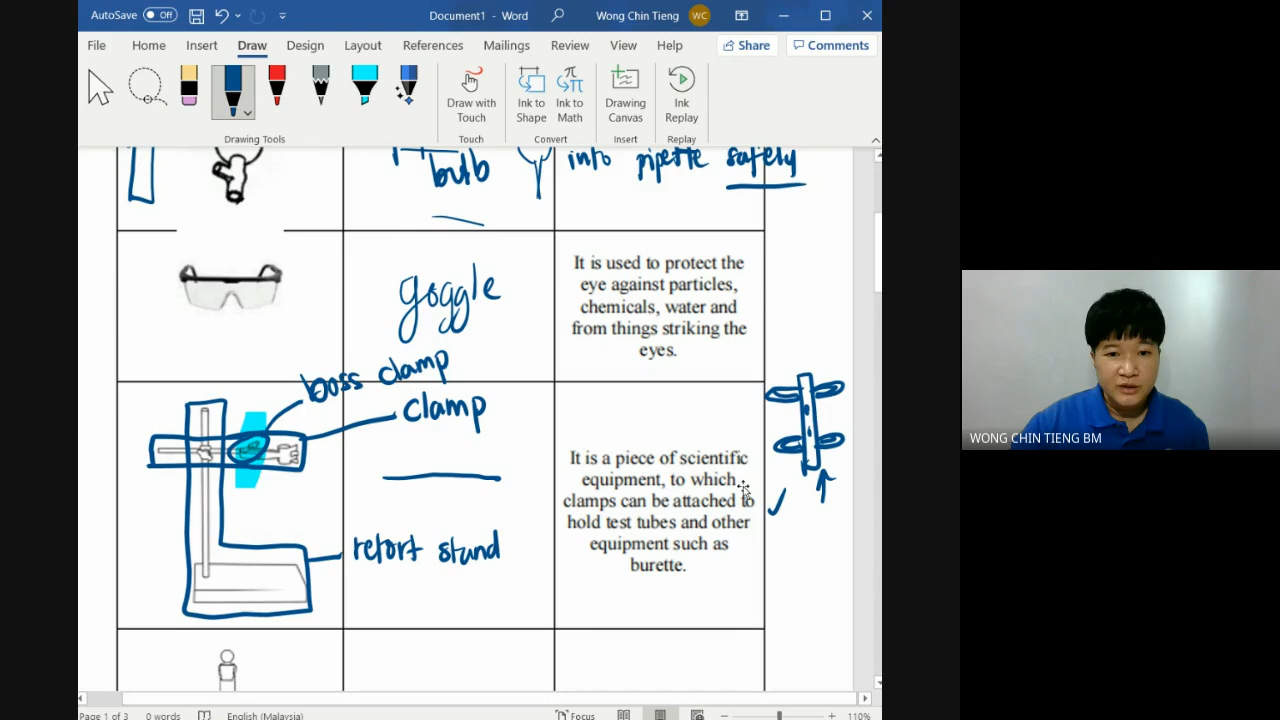 AutoSave Off Document1 - Word Wong Chin Tieng WC
File Home Insert Draw Design Layout References Mailings Review View Help Share Comments
Draw with Touch
Ink to Shape
Ink to Math
Drawing Canvas
Ink Replay
Drawing Tools Touch Convert Insert Replay
bulb
into pipette safely
goggle
It is used to protect the
eye against particles,
chemicals, water and
from things striking the
eyes.
boss clamp
clamp
retort stand
It is a piece of scientific
equipment, to which
clamps can be attached to
hold test tubes and other
equipment such as
burette.
WONG CHIN TIENG BM
Page 1 of 3 0 words English (Malaysia) Focus 110%